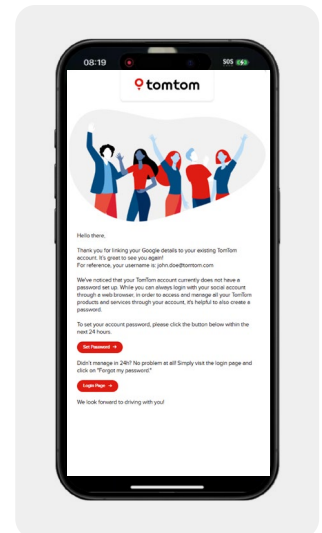 08:19
SOS
tomtom
Hello there,
Thank you for linking your Google details to your existing TomTom
account. It's great to see you again!
For reference, your username is: john.doe@tomtom.com
We've noticed that your TomTom account currently does not have a
password set up. While you can always login with your social account
through a web browser, in order to access and manage all your TomTom
products and services through your account, it's helpful to also create a
password.
To set your account password, please click the button below within the
next 24 hours.
Set Password →
Didn't manage in 24h? No problem at all! Simply visit the login page and
click on "Forgot my password."
Login Page →
We look forward to driving with you!